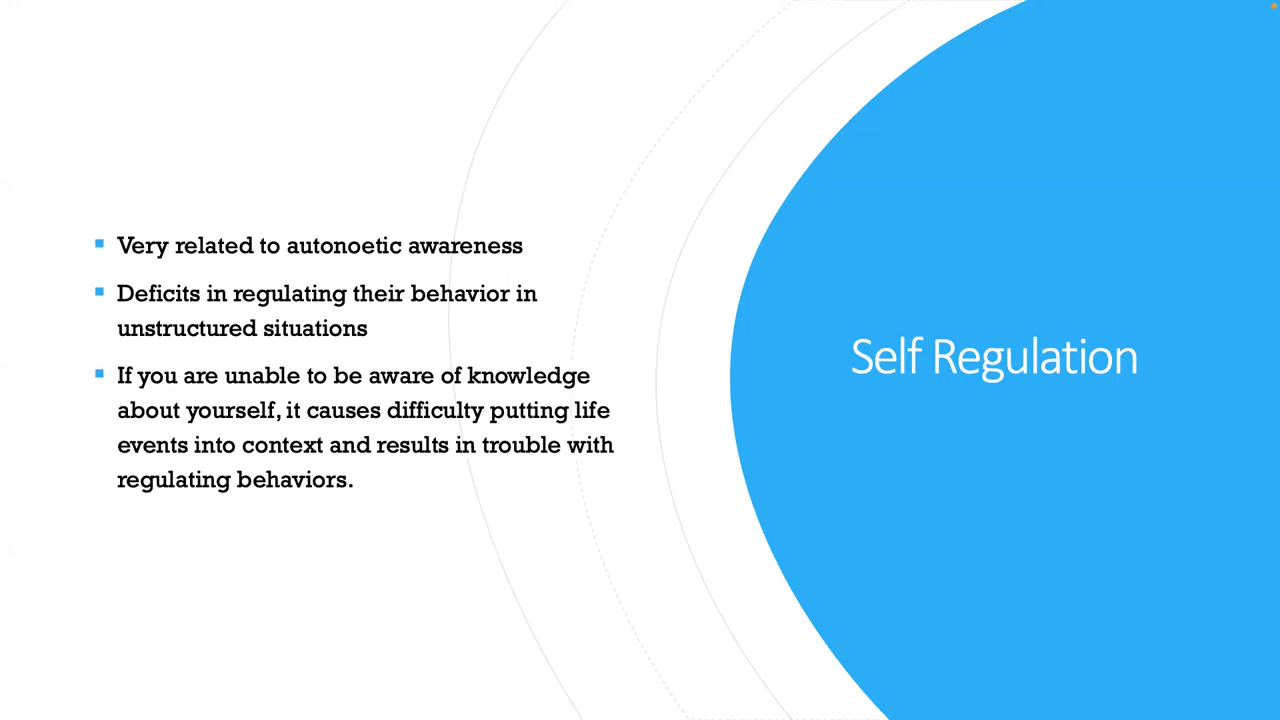 Very related to autonoetic awareness
Deficits in regulating their behavior in
unstructured situations
If you are unable to be aware of knowledge
about yourself, it causes difficulty putting life
events into context and results in trouble with
regulating behaviors.
Self Regulation